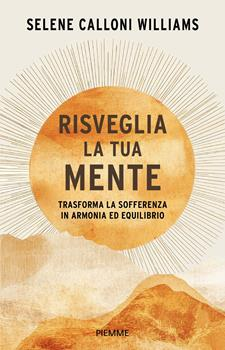 SELENE CALLONI WILLIAMS
RISVEGLIA
LA TUA
MENTE
TRASFORMA LA SOFFERENZA
IN ARMONIA ED EQUILIBRIO
PIEMME